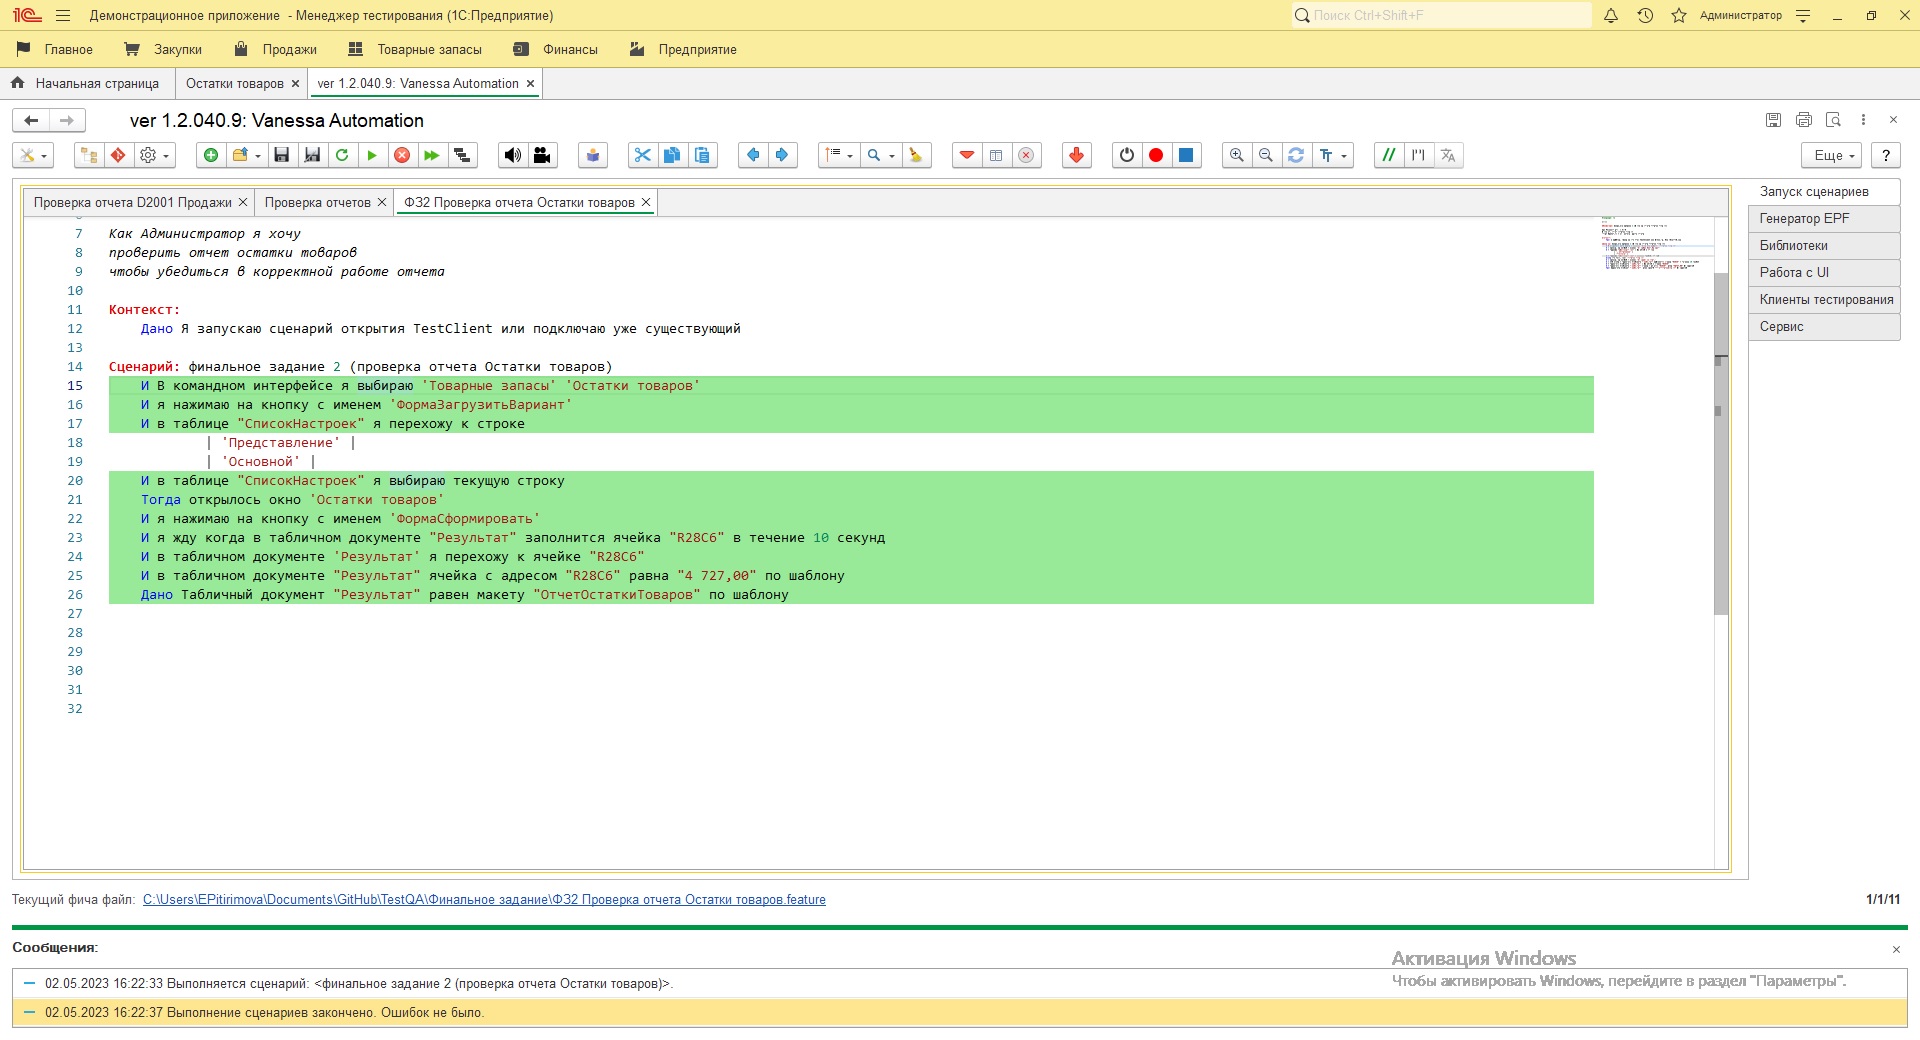 Демонстрационное приложение - Менеджер тестирования (1С:Предприятие)
Поиск Ctrl+Shift+F
Администратор
Главное
Закупки
Продажи
Товарные запасы
Финансы
Предприятие
Начальная страница
Остатки товаров
ver 1.2.040.9: Vanessa Automation
ver 1.2.040.9: Vanessa Automation
Еще
?
Проверка отчета D2001 Продажи
Проверка отчетов
ФЗ2 Проверка отчета Остатки товаров
Запуск сценариев
Генератор EPF
Библиотеки
Работа с UI
Клиенты тестирования
Сервис
7 Как Администратор я хочу
8 проверить отчет остатки товаров
9 чтобы убедиться в корректной работе отчета
10
11 Контекст:
12 Дано Я запускаю сценарий открытия TestClient или подключаю уже существующий
13
14 Сценарий: финальное задание 2 (проверка отчета Остатки товаров)
15 И В командном интерфейсе я выбираю 'Товарные запасы' 'Остатки товаров'
16 И я нажимаю на кнопку с именем 'ФормаЗагрузитьВариант'
17 И в таблице "СписокНастроек" я перехожу к строке
18 | 'Представление' |
19 | 'Основной' |
20 И в таблице "СписокНастроек" я выбираю текущую строку
21 Тогда открылось окно 'Остатки товаров'
22 И я нажимаю на кнопку с именем 'ФормаСформировать'
23 И я жду когда в табличном документе "Результат" заполнится ячейка "R28C6" в течение 10 секунд
24 И в табличном документе 'Результат' я перехожу к ячейке "R28C6"
25 И в табличном документе "Результат" ячейка с адресом "R28C6" равна "4 727,00" по шаблону
26 Дано Табличный документ "Результат" равен макету "ОтчетОстаткиТоваров" по шаблону
27
28
29
30
31
32
Текущий фича файл: C:\Users\EPitirimova\Documents\GitHub\TestQA\Финальное задание\ФЗ2 Проверка отчета Остатки товаров.feature
1/1/11
Сообщения:
Активация Windows
Чтобы активировать Windows, перейдите в раздел "Параметры".
02.05.2023 16:22:33 Выполняется сценарий: <финальное задание 2 (проверка отчета Остатки товаров)>.
02.05.2023 16:22:37 Выполнение сценариев закончено. Ошибок не было.